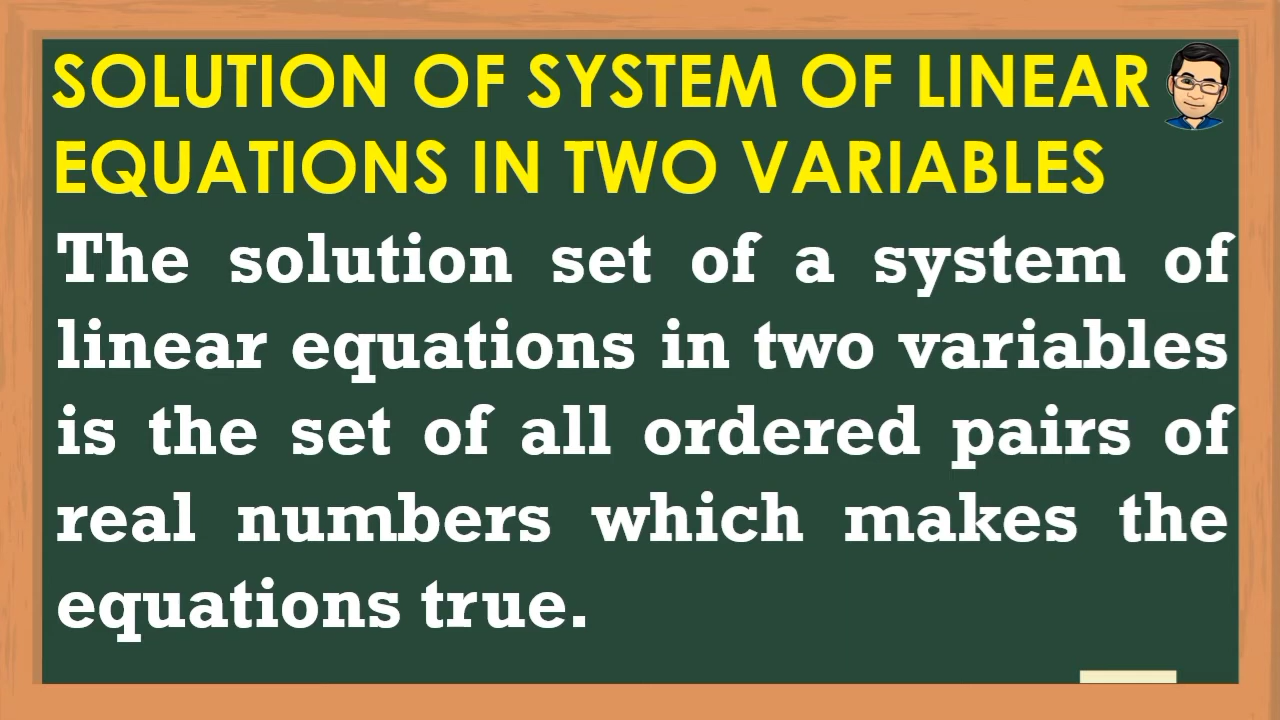 SOLUTION OF SYSTEM OF LINEAR
EQUATIONS IN TWO VARIABLES
The solution set of a system of
linear equations in two variables
is the set of all ordered pairs of
real numbers which makes the
equations true.